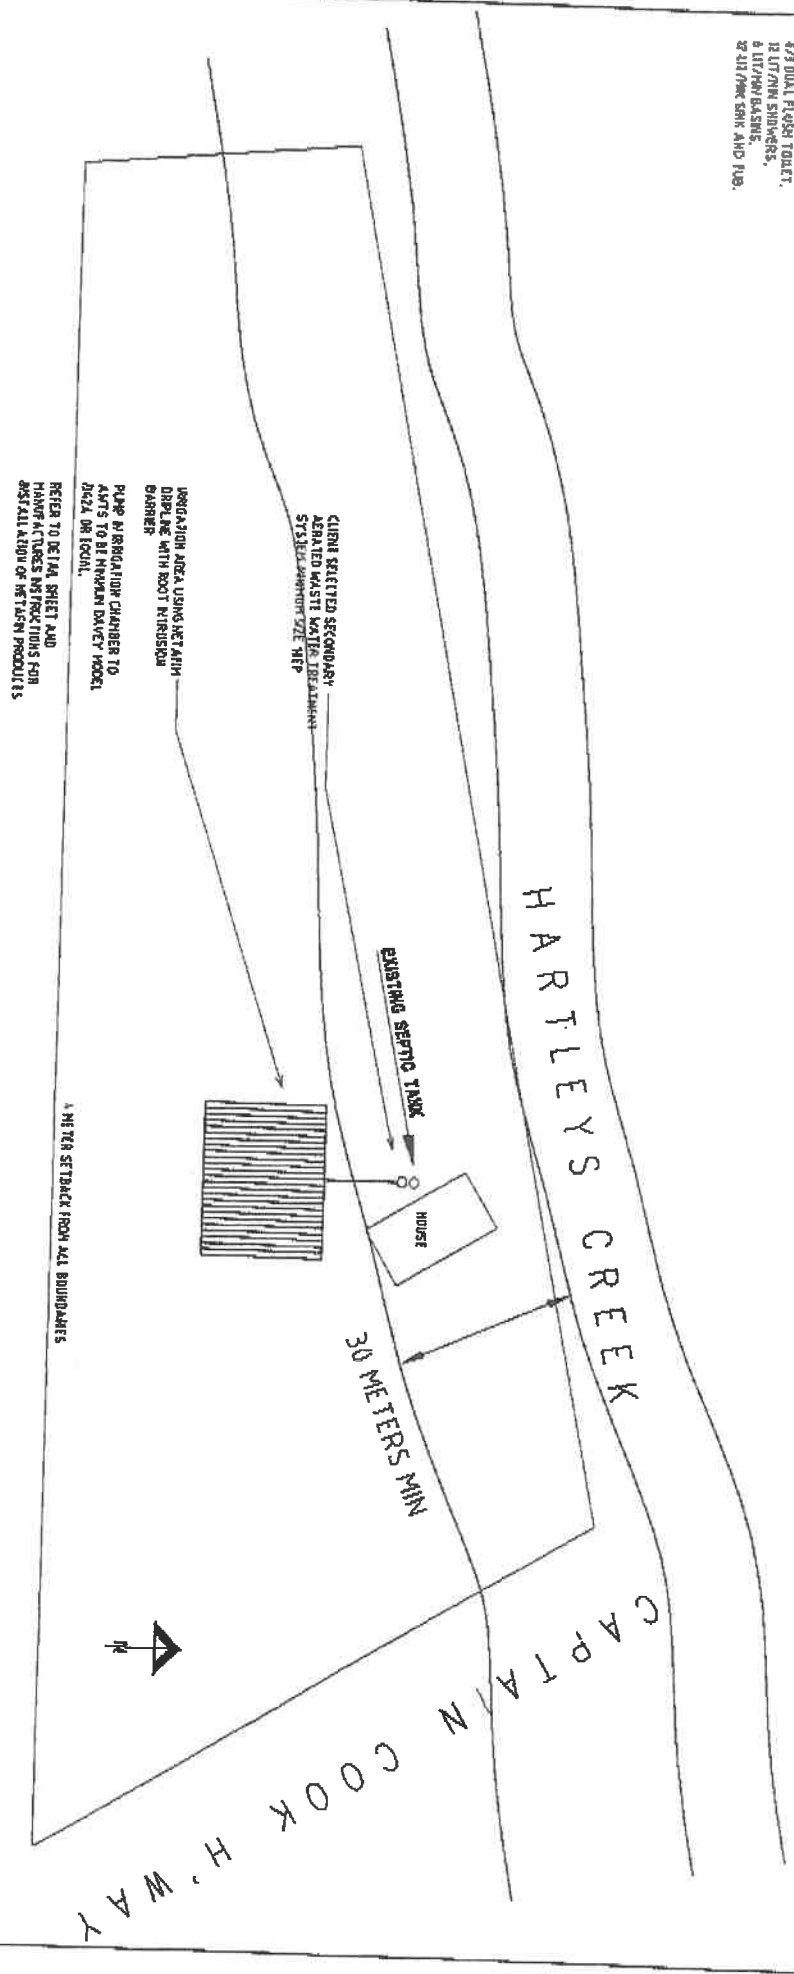 4/3 DUAL FLUSH TOILET,
12 LIT/MIN SHOWERS,
6 LIT/MIN BASINS,
SINK AND TUB.
HARTLEYS CREEK
CAPTAIN COOK H'WAY
30 METERS MIN
HOUSE
EXISTING SEPTIC TANK
CLIENT SELECTED SECONDARY
AERATED WASTE WATER TREATMENT
SYSTEM MINIMUM SIZE
IRRIGATION AREA USING NETAFIM
DRIPLINE WITH ROOT INTRUSION
BARRIER
PUMP IN IRRIGATION CHAMBER TO
AWTS TO BE MINIMUM DAVEY MODEL
D42A OR EQUAL.
REFER TO DETAIL SHEET AND
MANUFACTURES INSTRUCTIONS FOR
INSTALLATION OF NETAFIM PRODUCTS
4 METER SETBACK FROM ALL BOUNDARIES
N